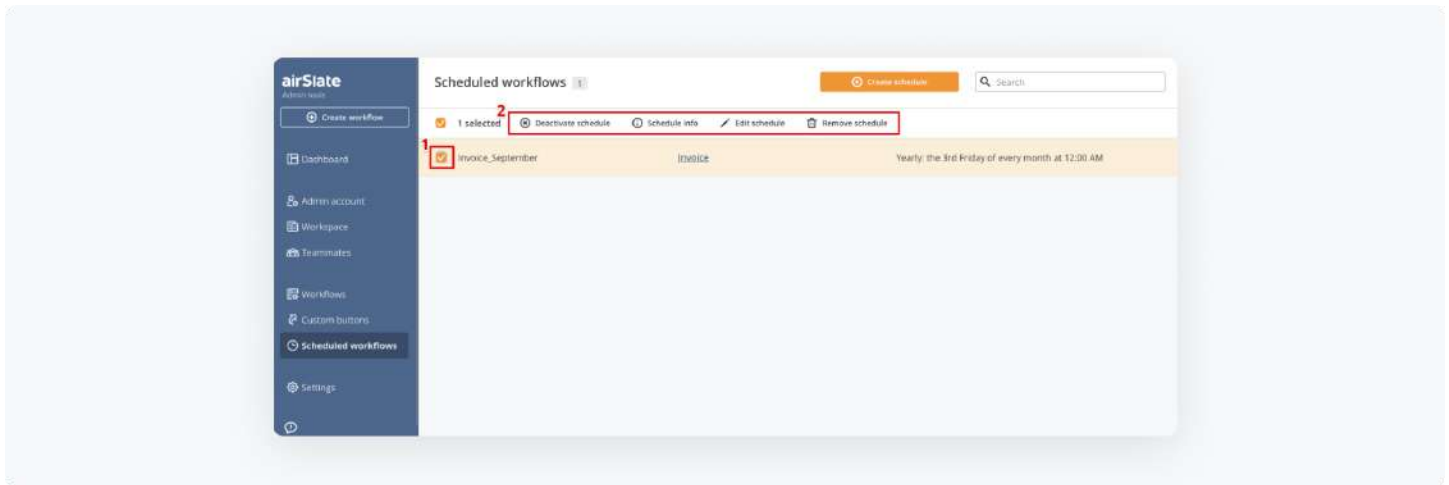 airSlate
Admin tools
Create workflow
Dashboard
Admin account
Workspace
Teammates
Workflows
Custom buttons
Scheduled workflows
Settings
Scheduled workflows 1
Create schedule
Search
2
1 selected
Deactivate schedule
Schedule info
Edit schedule
Remove schedule
1
Invoice_September
Invoice
Yearly: the 3rd Friday of every month at 12:00 AM